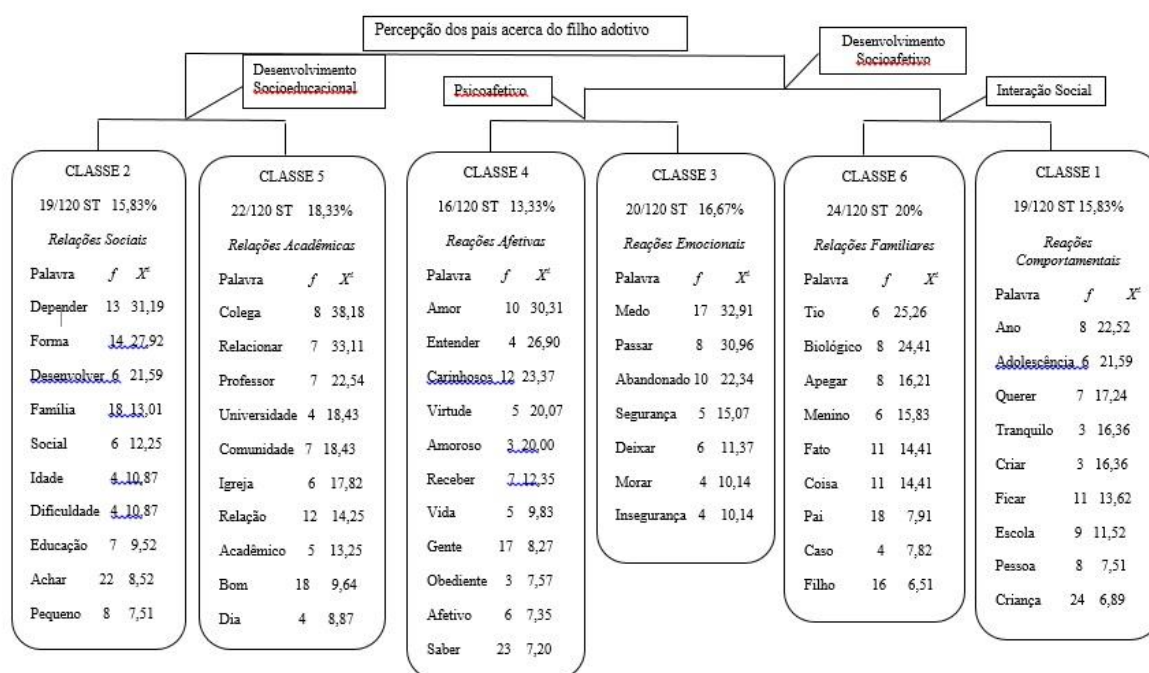 Percepção dos pais acerca do filho adotivo
Desenvolvimento
Socioafetivo
Desenvolvimento
Socioeducacional
Psicoafetivo
Interação Social
CLASSE 2
19/120 ST 15,83%
Relações Sociais
Palavra f X²
Depender 13 31,19
Forma 14 27,92
Desenvolver 6 21,59
Família 18 13,01
Social 6 12,25
Idade 4 10,87
Dificuldade 4 10,87
Educação 7 9,52
Achar 22 8,52
Pequeno 8 7,51
CLASSE 5
22/120 ST 18,33%
Relações Acadêmicas
Palavra f X²
Colega 8 38,18
Relacionar 7 33,11
Professor 7 22,54
Universidade 4 18,43
Comunidade 7 18,43
Igreja 6 17,82
Relação 12 14,25
Acadêmico 5 13,25
Bom 18 9,64
Dia 4 8,87
CLASSE 4
16/120 ST 13,33%
Reações Afetivas
Palavra f X²
Amor 10 30,31
Entender 4 26,90
Carinhosos 12 23,37
Virtude 5 20,07
Amoroso 3 20,00
Receber 7 12,35
Vida 5 9,83
Gente 17 8,27
Obediente 3 7,57
Afetivo 6 7,35
Saber 23 7,20
CLASSE 3
20/120 ST 16,67%
Reações Emocionais
Palavra f X²
Medo 17 32,91
Passar 8 30,96
Abandonado 10 22,34
Segurança 5 15,07
Deixar 6 11,37
Morar 4 10,14
Insegurança 4 10,14
CLASSE 6
24/120 ST 20%
Relações Familiares
Palavra f X²
Tio 6 25,26
Biológico 8 24,41
Apegar 8 16,21
Menino 6 15,83
Fato 11 14,41
Coisa 11 14,41
Pai 18 7,91
Caso 4 7,82
Filho 16 6,51
CLASSE 1
19/120 ST 15,83%
Reações
Comportamentais
Palavra f X²
Ano 8 22,52
Adolescência 6 21,59
Querer 7 17,24
Tranquilo 3 16,36
Criar 3 16,36
Ficar 11 13,62
Escola 9 11,52
Pessoa 8 7,51
Criança 24 6,89